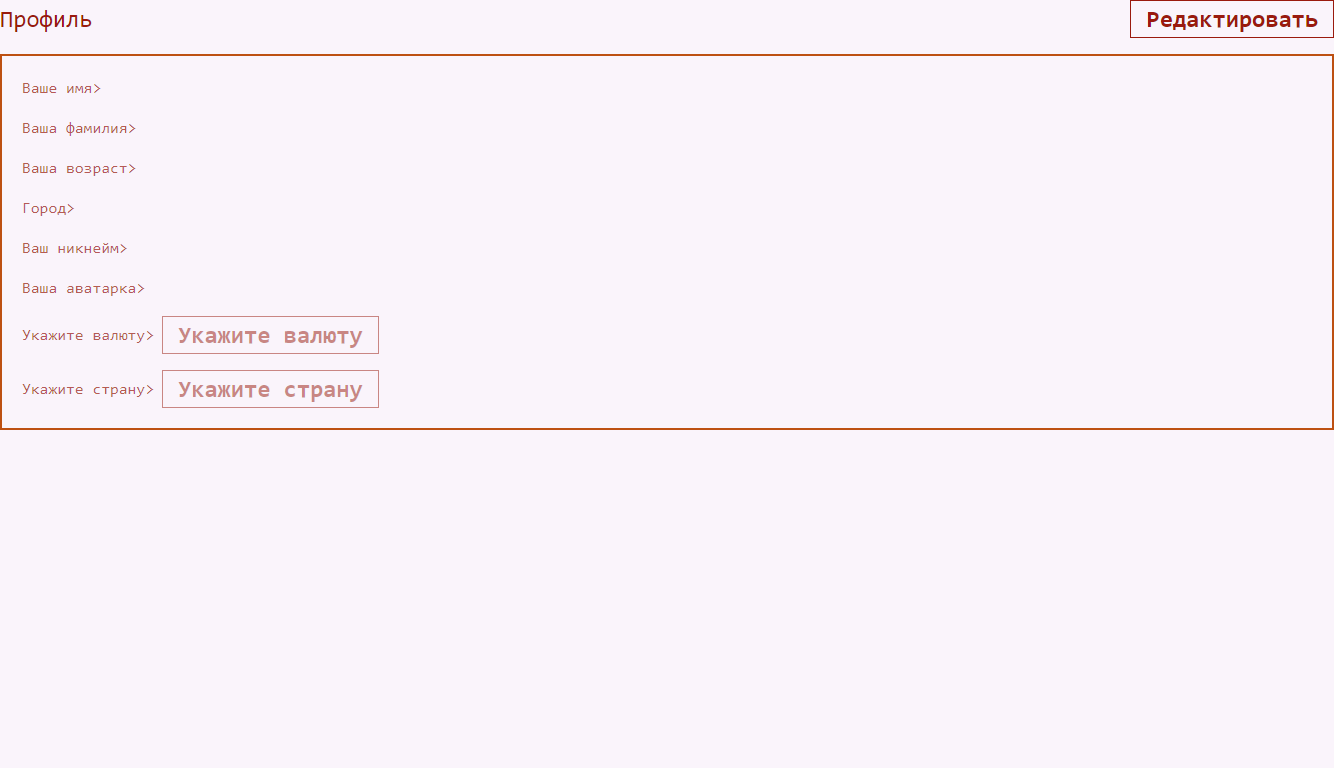 Профиль
Редактировать
Ваше имя>
Ваша фамилия>
Ваша возраст>
Город>
Ваш никнейм>
Ваша аватарка>
Укажите валюту> Укажите валюту
Укажите страну> Укажите страну